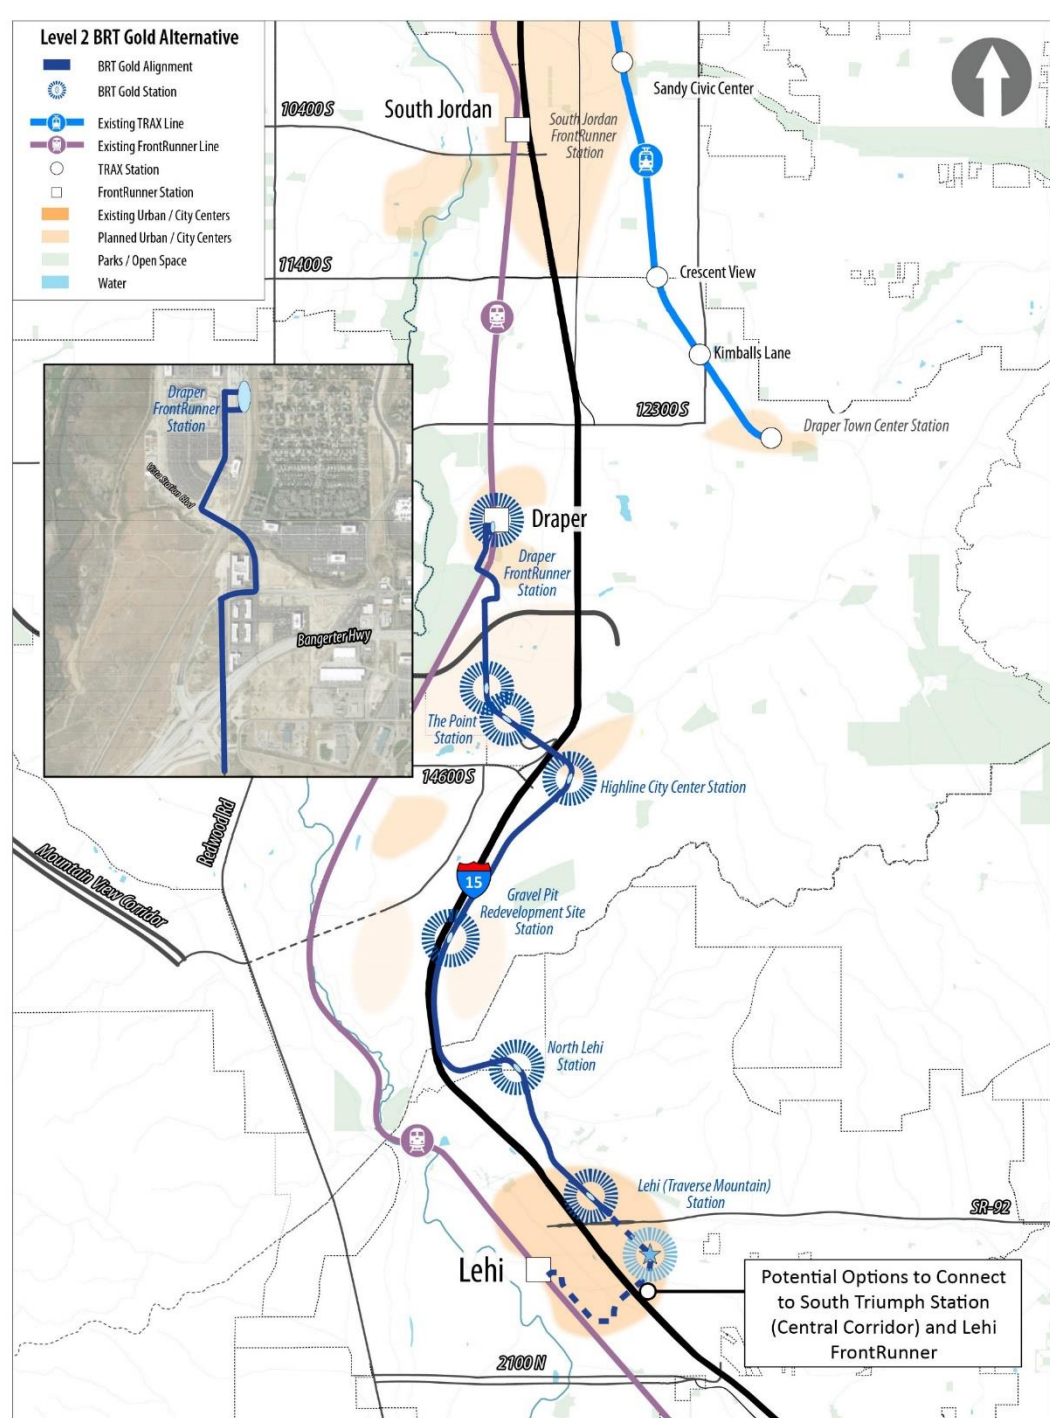 Level 2 BRT Gold Alternative
BRT Gold Alignment
BRT Gold Station
Existing TRAX Line
Existing FrontRunner Line
TRAX Station
FrontRunner Station
Existing Urban / City Centers
Planned Urban / City Centers
Parks / Open Space
Water
Sandy Civic Center
10400 S
South Jordan
South Jordan
FrontRunner
Station
11400 S
Crescent View
Kimballs Lane
12300 S
Draper Town Center Station
Draper
FrontRunner
Station
Vista Station Blvd
Bangerter Hwy
Draper
Draper
FrontRunner
Station
The Point
Station
14600 S
Highline City Center Station
Redwood Rd
Mountain View Corridor
15
Gravel Pit
Redevelopment Site
Station
North Lehi
Station
Lehi (Traverse Mountain)
Station
SR-92
Lehi
Potential Options to Connect
to South Triumph Station
(Central Corridor) and Lehi
FrontRunner
2100 N